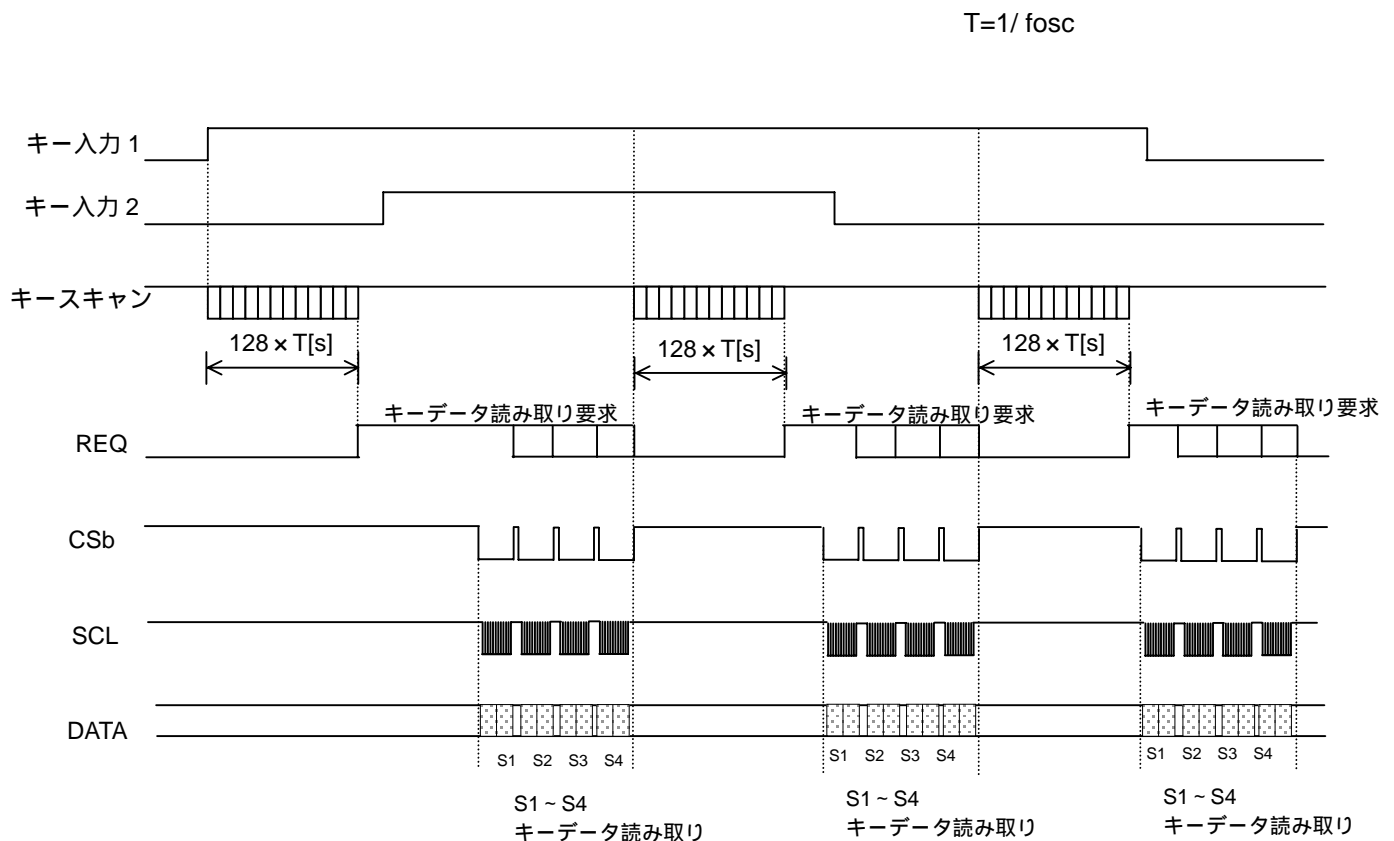 T=1/ fosc
キー入力 1
キー入力 2
キースキャン
128 × T[s]
128 × T[s]
128 × T[s]
キーデータ読み取り要求
キーデータ読み取り要求
キーデータ読み取り要求
REQ
CSb
SCL
DATA
S1 S2 S3 S4
S1 S2 S3 S4
S1 S2 S3 S4
S1 ~ S4
キーデータ読み取り
S1 ~ S4
キーデータ読み取り
S1 ~ S4
キーデータ読み取り